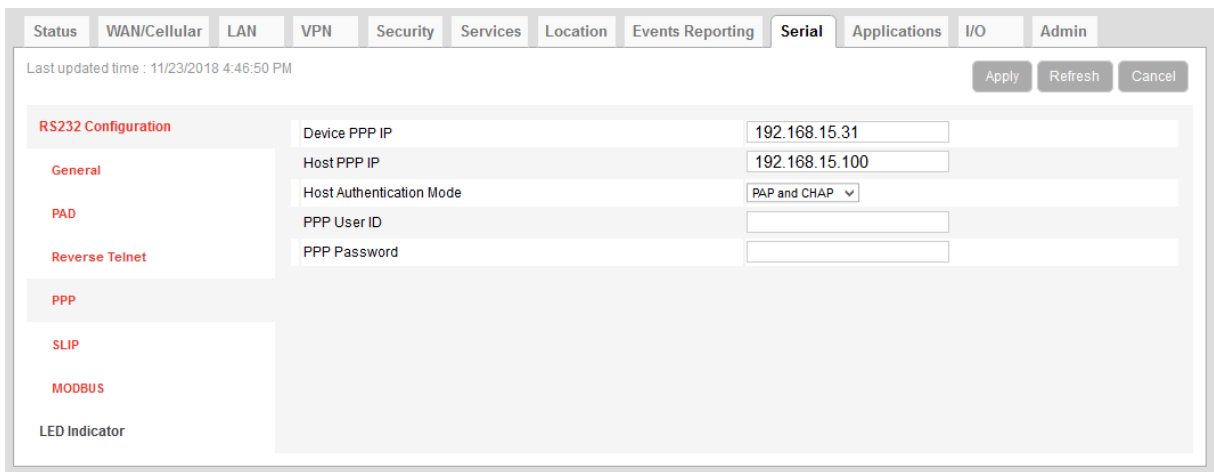 Status WAN/Cellular LAN VPN Security Services Location Events Reporting Serial Applications I/O Admin
Last updated time : 11/23/2018 4:46:50 PM
Apply Refresh Cancel
RS232 Configuration
General
PAD
Reverse Telnet
PPP
SLIP
MODBUS
LED Indicator
Device PPP IP 192.168.15.31
Host PPP IP 192.168.15.100
Host Authentication Mode PAP and CHAP
PPP User ID
PPP Password